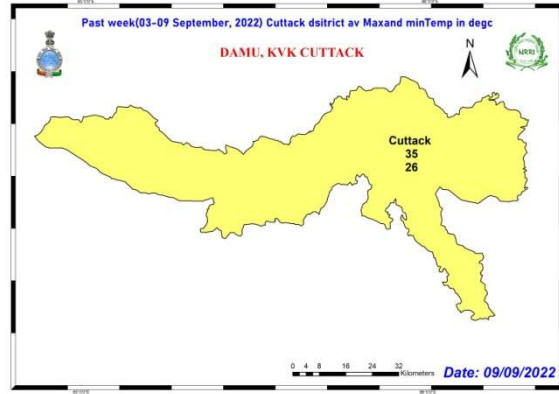 Past week(03-09 September, 2022) Cuttack dsitrict av Maxand minTemp in degc
DAMU, KVK CUTTACK
N
NRRI
Cuttack
35
26
0 4 8 16 24 32
Kilometers
Date: 09/09/2022